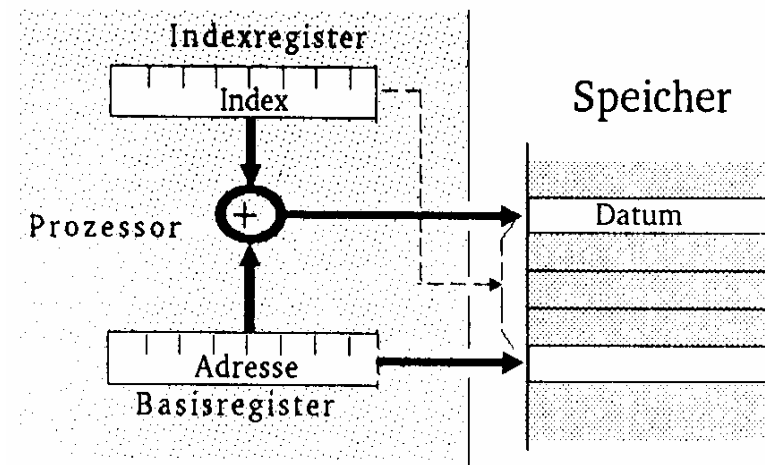 Indexregister
Index
Speicher
+
Datum
Prozessor
Adresse
Basisregister